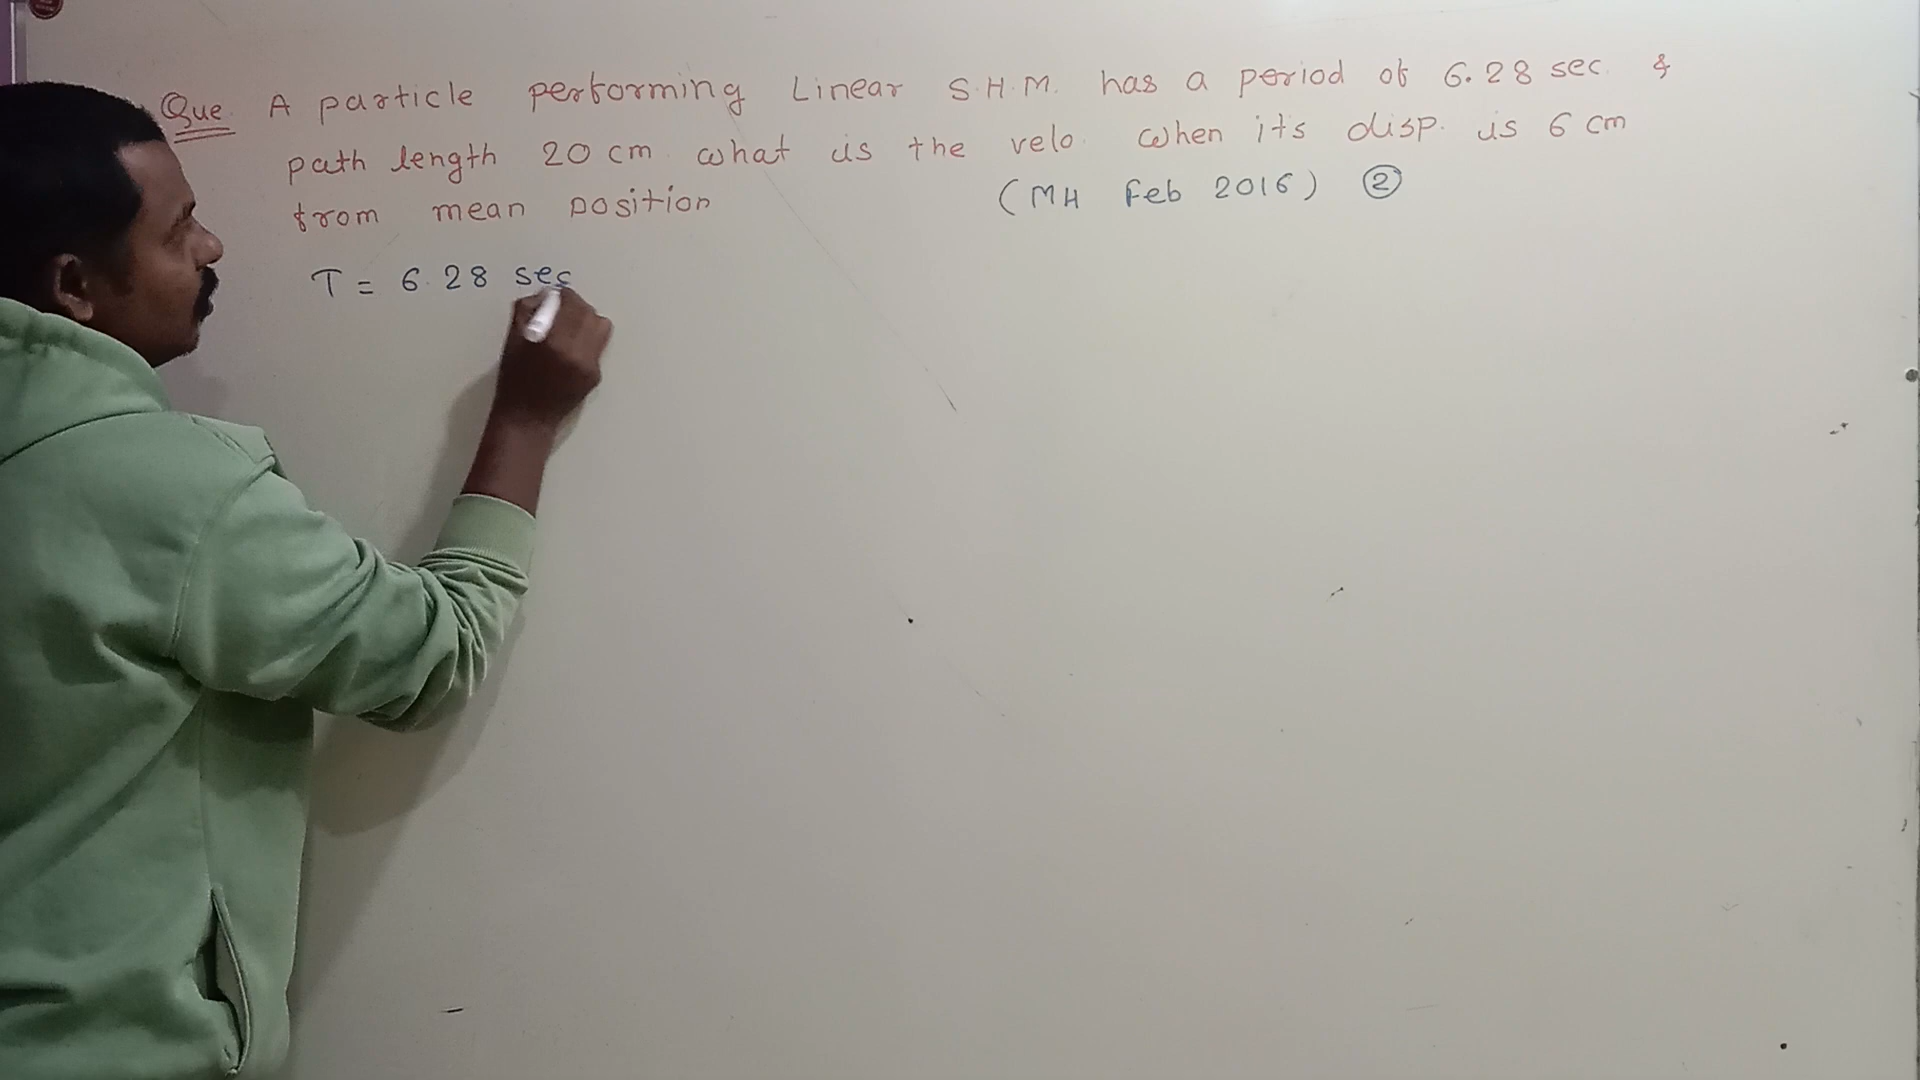 Que. A particle performing Linear S.H.M. has a period of 6.28 sec. &
path length 20 cm. what is the velo. when its disp. is 6 cm
from mean position (MH Feb 2016) ②
T = 6.28 sec